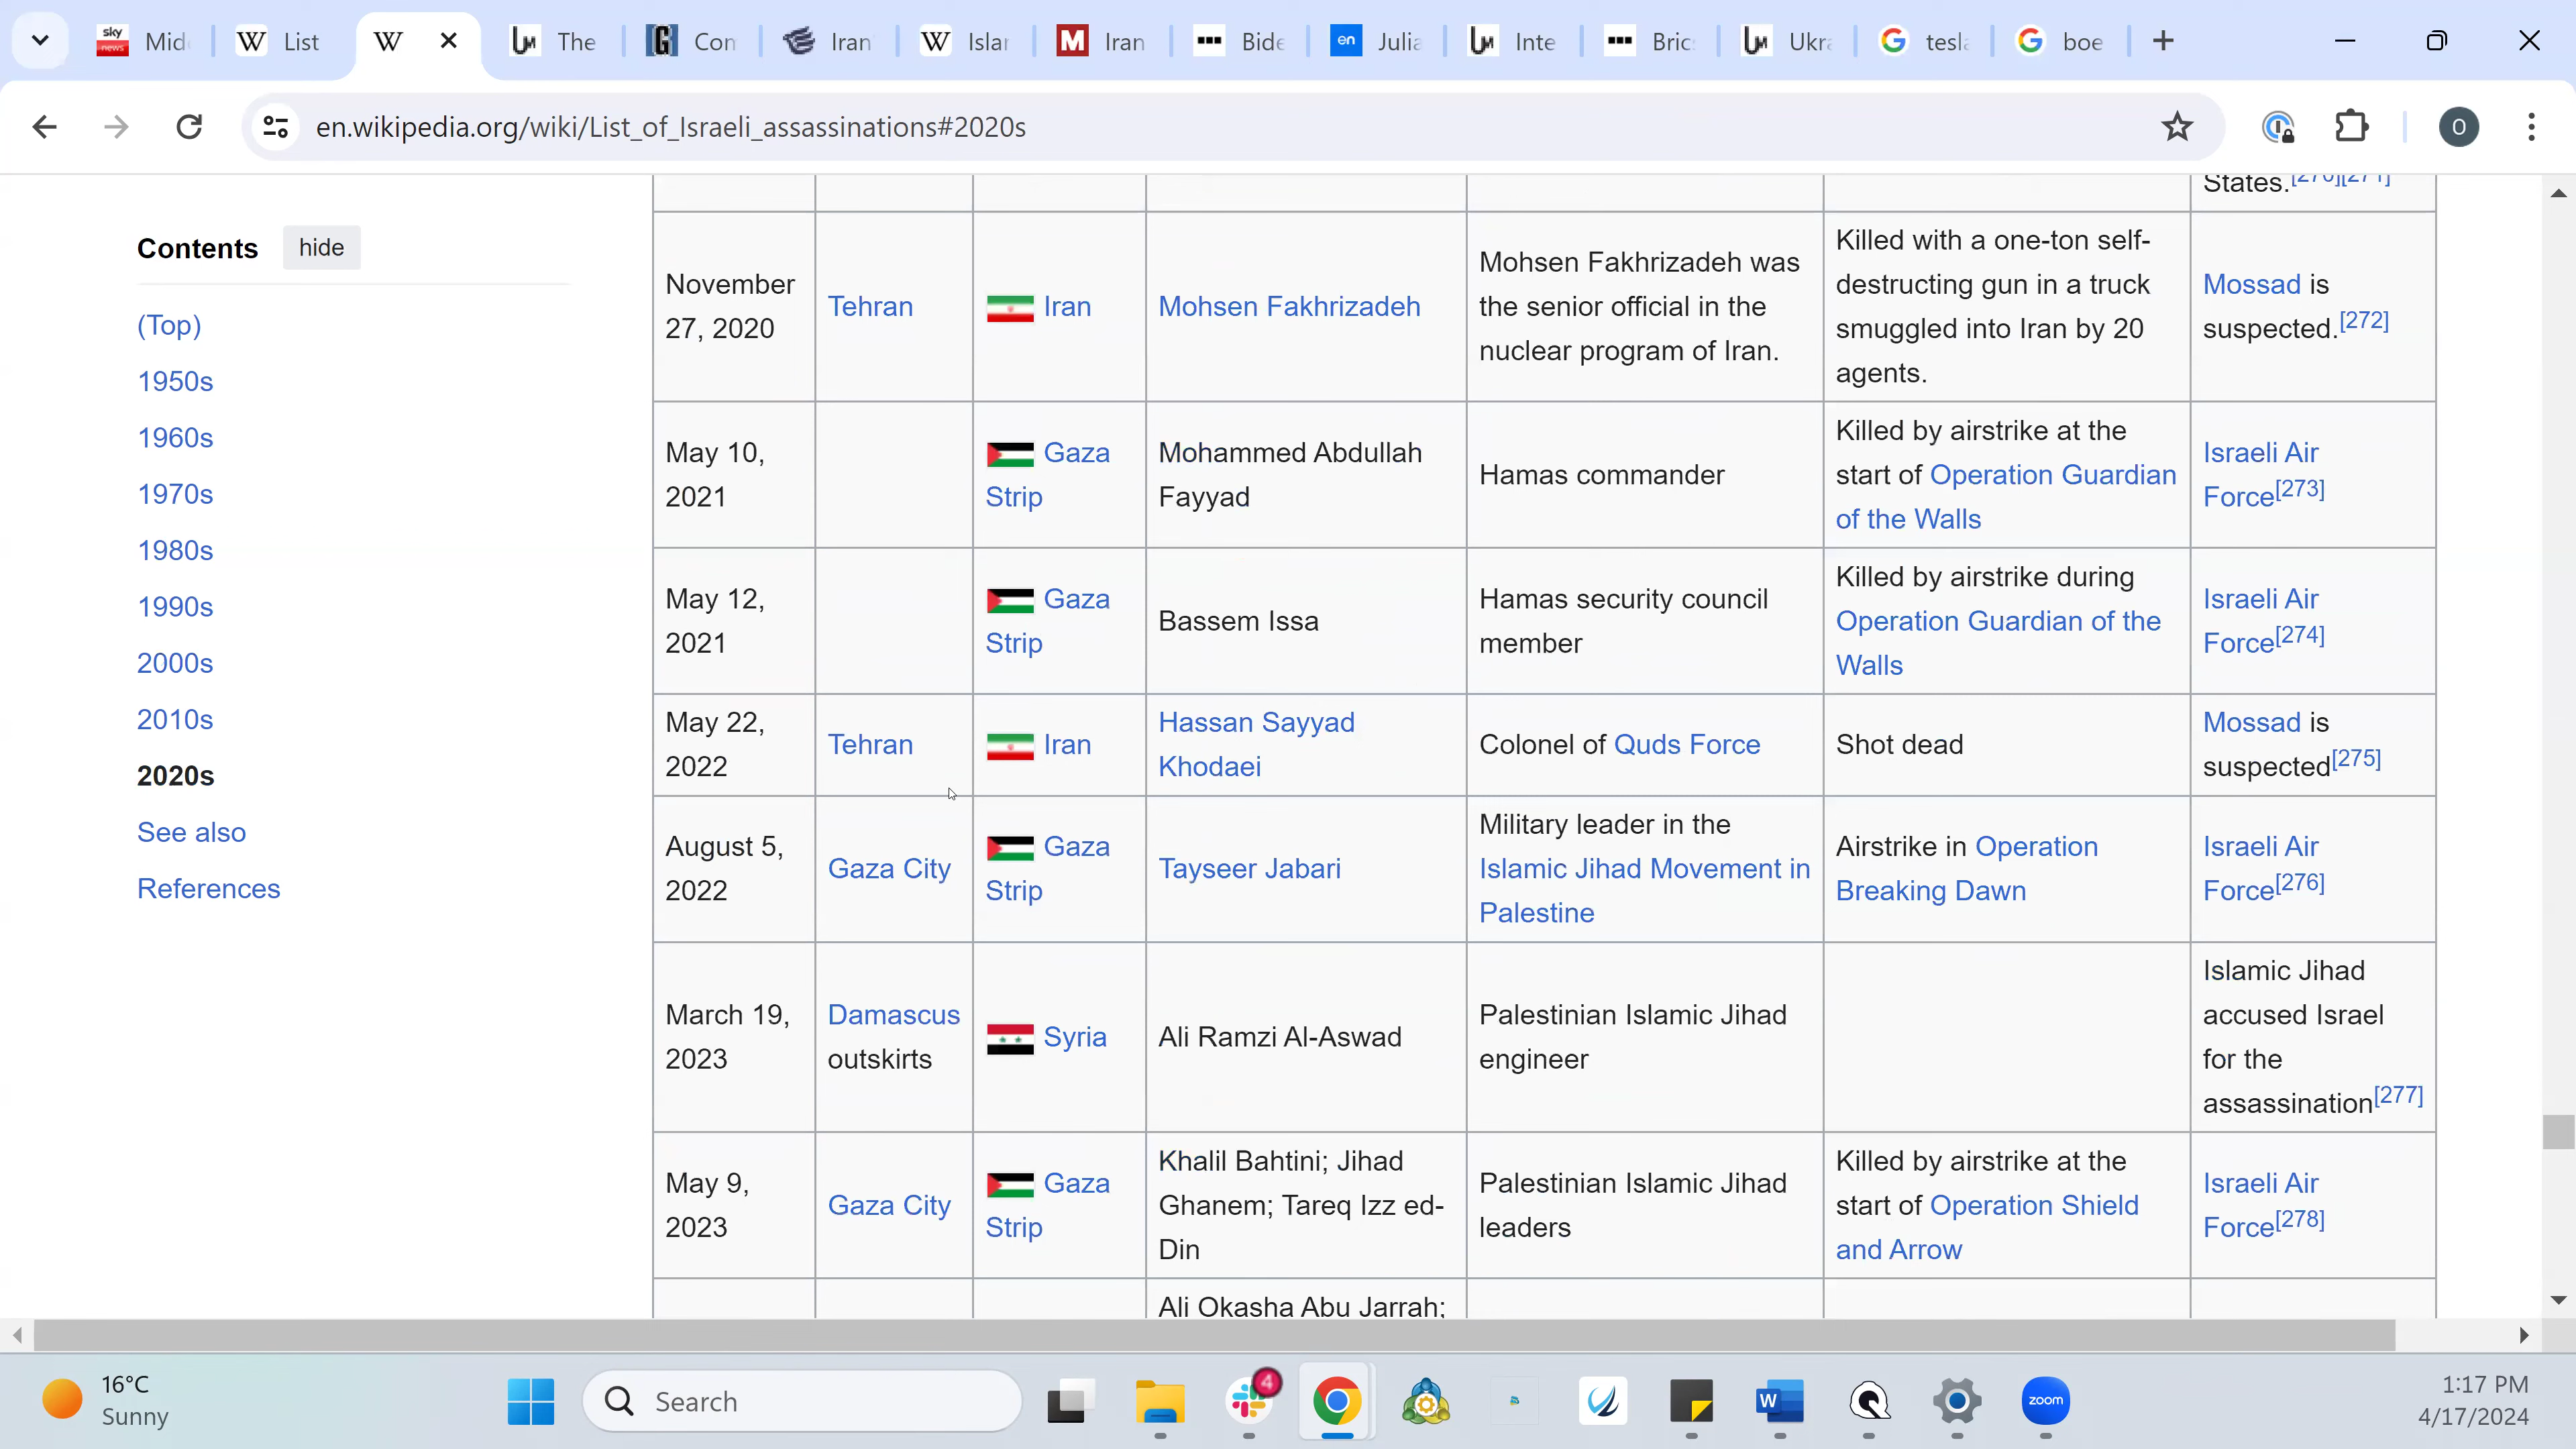 sky news
Mid
List
The
Con
Iran
Islar
Iran
Bide
en
Julia
Inte
Bric
Ukra
tesla
boe
en.wikipedia.org/wiki/List_of_Israeli_assassinations#2020s
O
Contents
hide
(Top)
1950s
1960s
1970s
1980s
1990s
2000s
2010s
2020s
See also
References
States.[270][271]
November
27, 2020
Tehran
Iran
Mohsen Fakhrizadeh
Mohsen Fakhrizadeh was
the senior official in the
nuclear program of Iran.
Killed with a one-ton self-
destructing gun in a truck
smuggled into Iran by 20
agents.
Mossad is
suspected.[272]
May 10,
2021
Gaza
Strip
Mohammed Abdullah
Fayyad
Hamas commander
Killed by airstrike at the
start of Operation Guardian
of the Walls
Israeli Air
Force[273]
May 12,
2021
Gaza
Strip
Bassem Issa
Hamas security council
member
Killed by airstrike during
Operation Guardian of the
Walls
Israeli Air
Force[274]
May 22,
2022
Tehran
Iran
Hassan Sayyad
Khodaei
Colonel of Quds Force
Shot dead
Mossad is
suspected[275]
August 5,
2022
Gaza City
Gaza
Strip
Tayseer Jabari
Military leader in the
Islamic Jihad Movement in
Palestine
Airstrike in Operation
Breaking Dawn
Israeli Air
Force[276]
March 19,
2023
Damascus
outskirts
Syria
Ali Ramzi Al-Aswad
Palestinian Islamic Jihad
engineer
Islamic Jihad
accused Israel
for the
assassination[277]
May 9,
2023
Gaza City
Gaza
Strip
Khalil Bahtini; Jihad
Ghanem; Tareq Izz ed-
Din
Palestinian Islamic Jihad
leaders
Killed by airstrike at the
start of Operation Shield
and Arrow
Israeli Air
Force[278]
Ali Okasha Abu Jarrah;
16°C
Sunny
Search
4
W
zoom
1:17 PM
4/17/2024